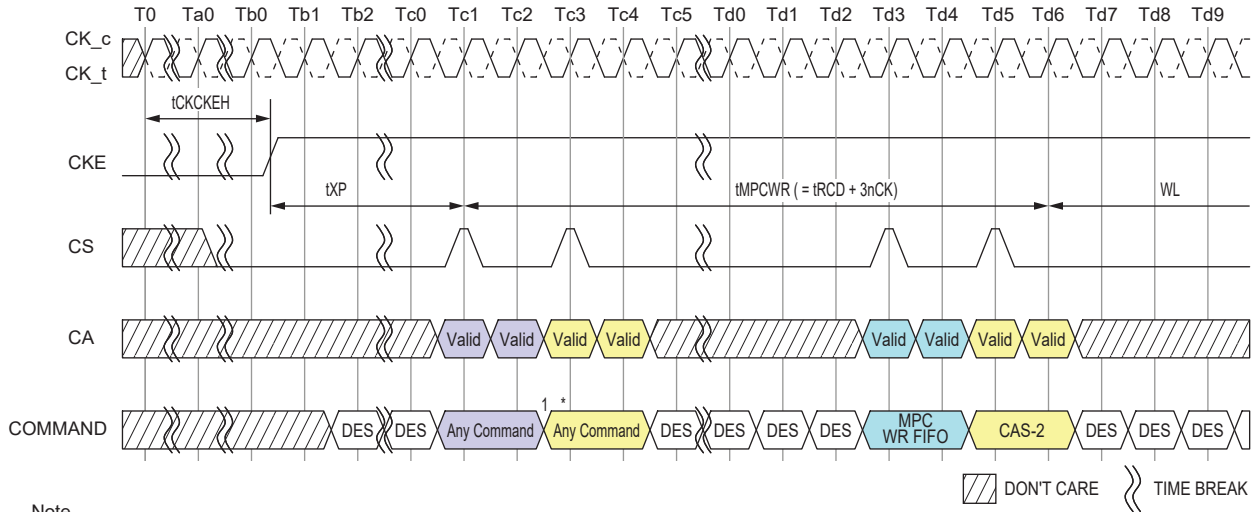 T0 Ta0 Tb0 Tb1 Tb2 Tc0 Tc1 Tc2 Tc3 Tc4 Tc5 Td0 Td1 Td2 Td3 Td4 Td5 Td6 Td7 Td8 Td9
CK_c
CK_t
tCKCKEH
CKE
tXP
tMPCWR ( = tRCD + 3nCK)
WL
CS
CA
Valid Valid Valid Valid Valid Valid Valid Valid
1 *
COMMAND
DES DES Any Command Any Command DES DES DES DES MPC WR FIFO CAS-2 DES DES DES
DON'T CARE
TIME BREAK
Note